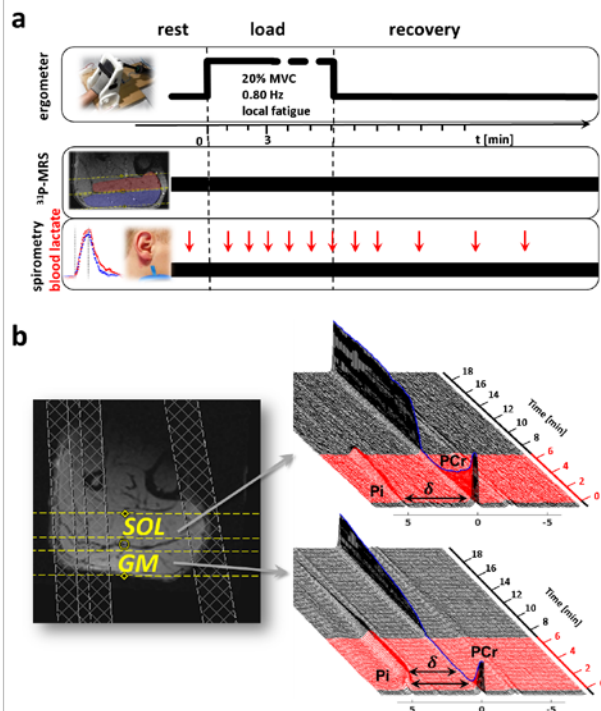 a
rest load recovery
ergometer
20% MVC
0.80 Hz
local fatigue
0 3 t [min]
³¹P-MRS
spirometry
blood lactate
b
SOL
GM
PCr
Pi
δ
5 0 -5
0 2 4 6 8 10 12 14 16 18
Time [min]
PCr
Pi
δ
5 0 -5
0 2 4 6 8 10 12 14 16 18
Time [min]